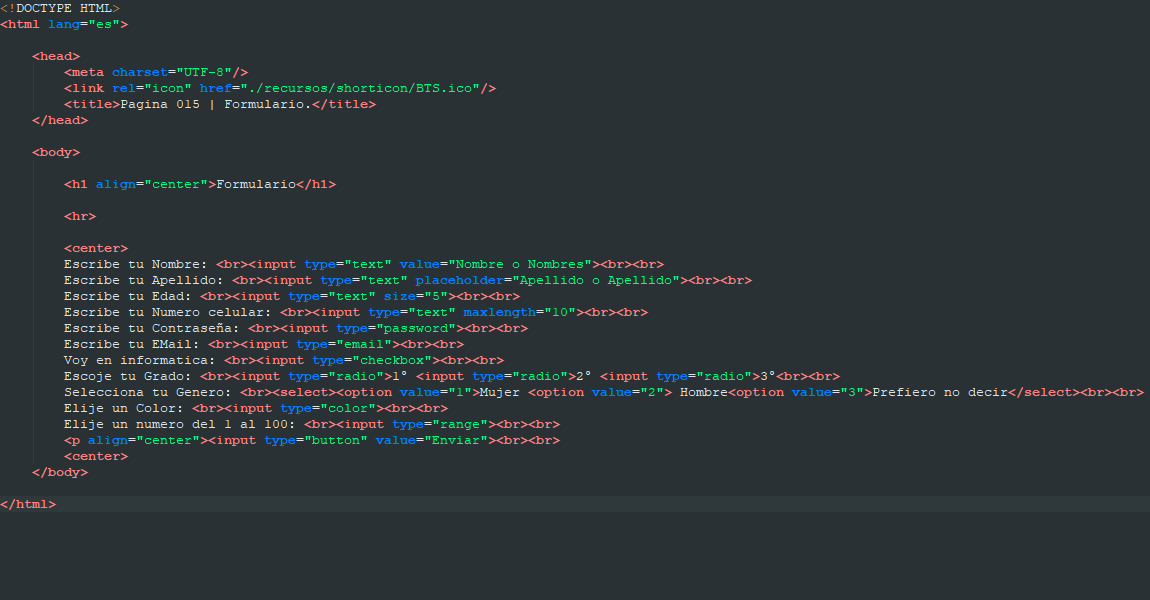 <!DOCTYPE HTML>
<html lang="es">
<head>
<meta charset="UTF-8"/>
<link rel="icon" href="./recursos/shorticon/BTS.ico"/>
<title>Pagina 015 | Formulario.</title>
</head>
<body>
<h1 align="center">Formulario</h1>
<hr>
<center>
Escribe tu Nombre: <br><input type="text" value="Nombre o Nombres"><br><br>
Escribe tu Apellido: <br><input type="text" placeholder="Apellido o Apellido"><br><br>
Escribe tu Edad: <br><input type="text" size="5"><br><br>
Escribe tu Numero celular: <br><input type="text" maxlength="10"><br><br>
Escribe tu Contraseña: <br><input type="password"><br><br>
Escribe tu EMail: <br><input type="email"><br><br>
Voy en informatica: <br><input type="checkbox"><br><br>
Escoje tu Grado: <br><input type="radio">1° <input type="radio">2° <input type="radio">3°<br><br>
Selecciona tu Genero: <br><select><option value="1">Mujer <option value="2"> Hombre<option value="3">Prefiero no decir</select><br><br>
Elije un Color: <br><input type="color"><br><br>
Elije un numero del 1 al 100: <br><input type="range"><br><br>
<p align="center"><input type="button" value="Enviar"><br><br>
<center>
</body>
</html>